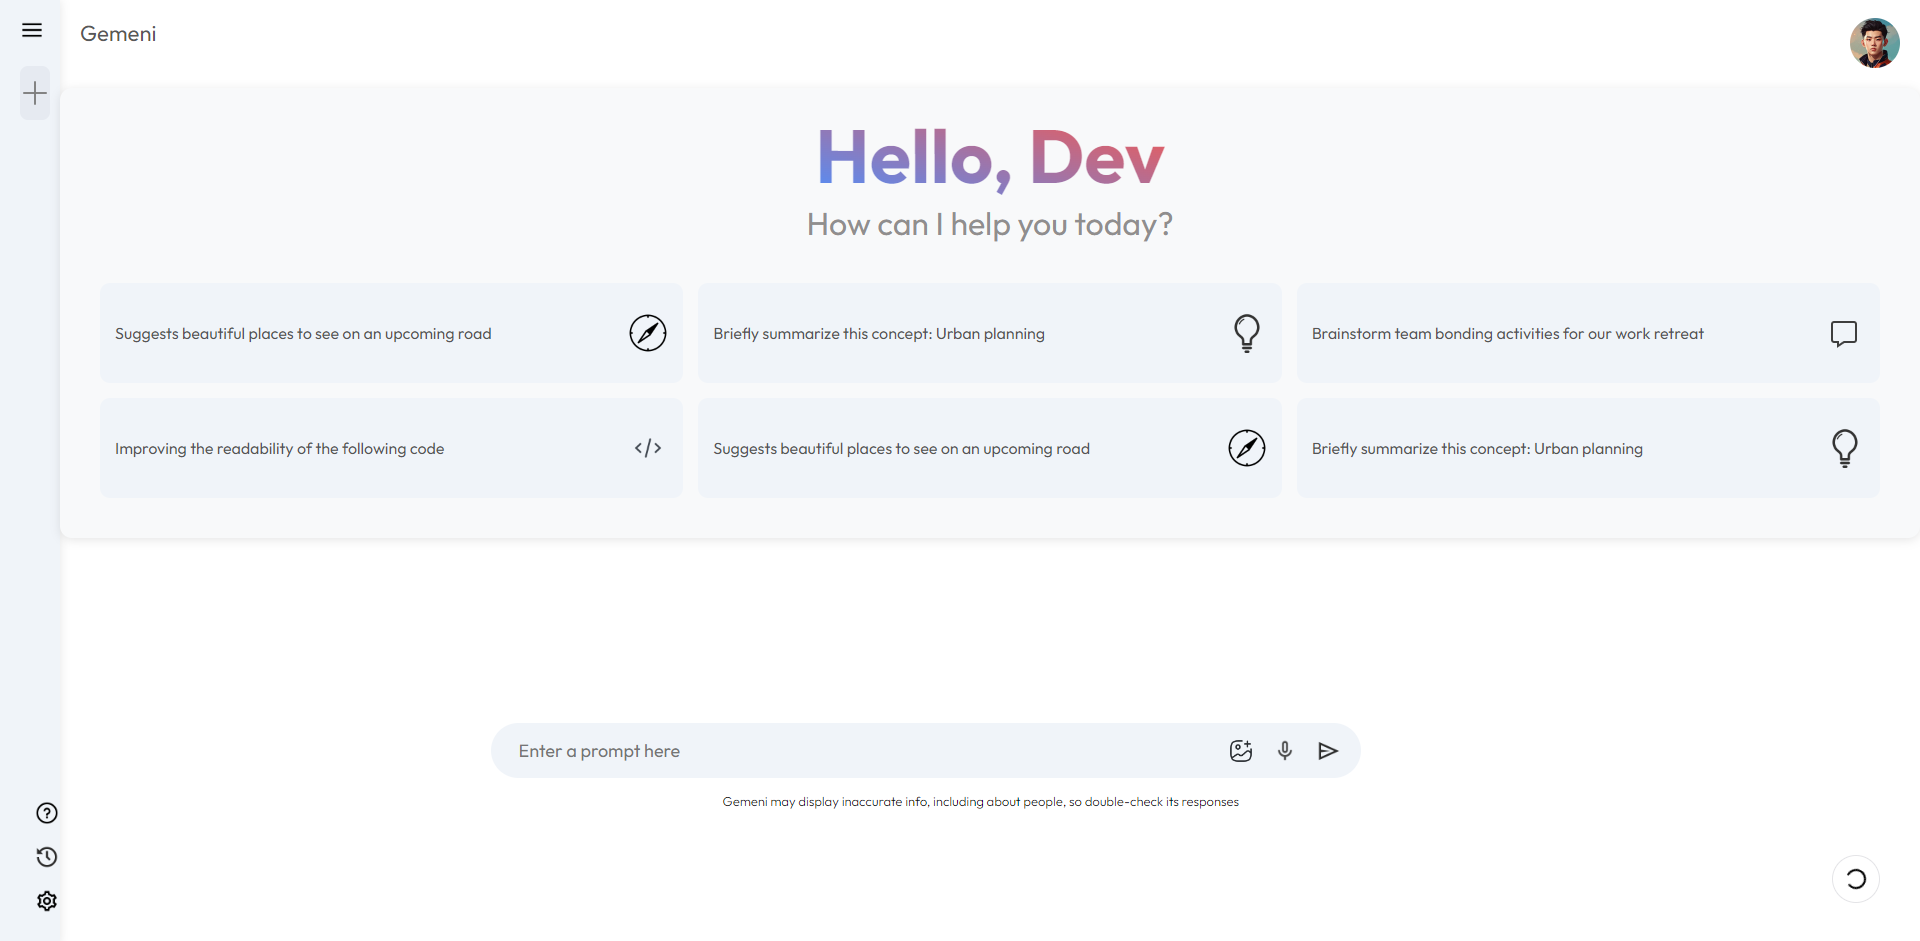 Gemeni
Hello, Dev
How can I help you today?
Suggests beautiful places to see on an upcoming road
Briefly summarize this concept: Urban planning
Brainstorm team bonding activities for our work retreat
Improving the readability of the following code
Suggests beautiful places to see on an upcoming road
Briefly summarize this concept: Urban planning
Enter a prompt here
Gemeni may display inaccurate info, including about people, so double-check its responses